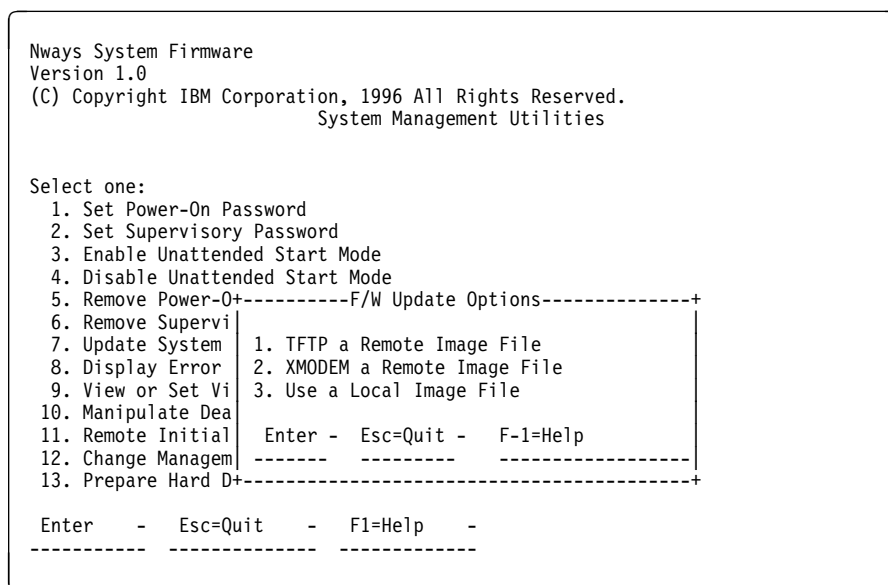 Nways System Firmware
Version 1.0
(C) Copyright IBM Corporation, 1996 All Rights Reserved.
System Management Utilities
Select one:
1. Set Power-On Password
2. Set Supervisory Password
3. Enable Unattended Start Mode
4. Disable Unattended Start Mode
5. Remove Power-O+----------F/W Update Options--------------+
6. Remove Supervi|                                          |
7. Update System | 1. TFTP a Remote Image File              |
8. Display Error | 2. XMODEM a Remote Image File            |
9. View or Set Vi| 3. Use a Local Image File                |
10. Manipulate Dea|                                          |
11. Remote Initial|  Enter -  Esc=Quit -   F-1=Help          |
12. Change Managem| -------  ---------    ------------------|
13. Prepare Hard D+------------------------------------------+
Enter    -   Esc=Quit    -   F1=Help    -
-----------  --------------  -------------